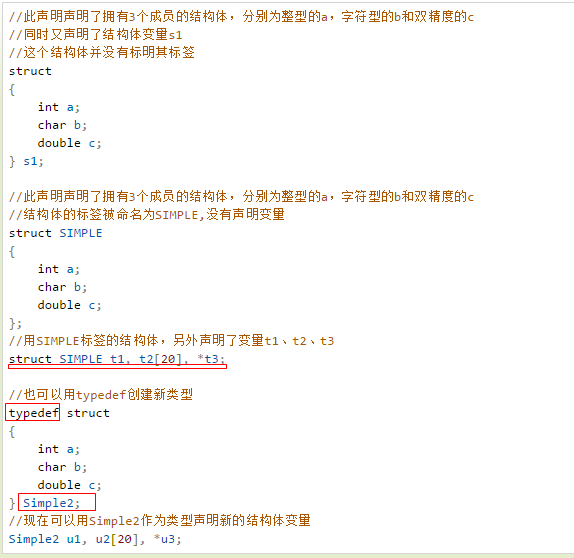 //此声明声明了拥有3个成员的结构体，分别为整型的a，字符型的b和双精度的c
//同时又声明了结构体变量s1
//这个结构体并没有标明其标签
struct
{
    int a;
    char b;
    double c;
} s1;

//此声明声明了拥有3个成员的结构体，分别为整型的a，字符型的b和双精度的c
//结构体的标签被命名为SIMPLE,没有声明变量
struct SIMPLE
{
    int a;
    char b;
    double c;
};
//用SIMPLE标签的结构体，另外声明了变量t1、t2、t3
struct SIMPLE t1, t2[20], *t3;

//也可以用typedef创建新类型
typedef struct
{
    int a;
    char b;
    double c;
} Simple2;
//现在可以用Simple2作为类型声明新的结构体变量
Simple2 u1, u2[20], *u3;